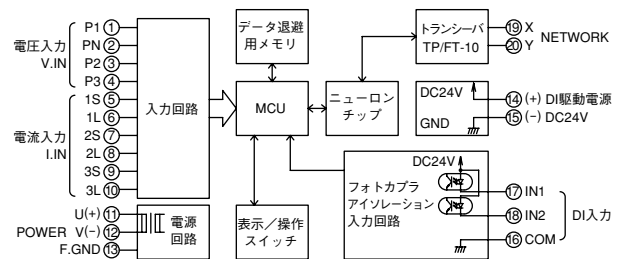 電圧入力
V.IN
P1 ①
PN ②
P2 ③
P3 ④
電流入力
I.IN
1S ⑤
1L ⑥
2S ⑦
2L ⑧
3S ⑨
3L ⑩
入力回路
POWER
U(+) ⑪
V(−) ⑫
F.GND ⑬
電源
回路
データ退避
用メモリ
MCU
表示／操作
スイッチ
ニューロン
チップ
トランシーバ
TP/FT-10
⑲ X
⑳ Y
NETWORK
DC24V
GND
⑭ (+) DI駆動電源
⑮ (−) DC24V
DC24V
フォトカプラ
アイソレーション
入力回路
⑰ IN1
⑱ IN2
⑯ COM
DI入力